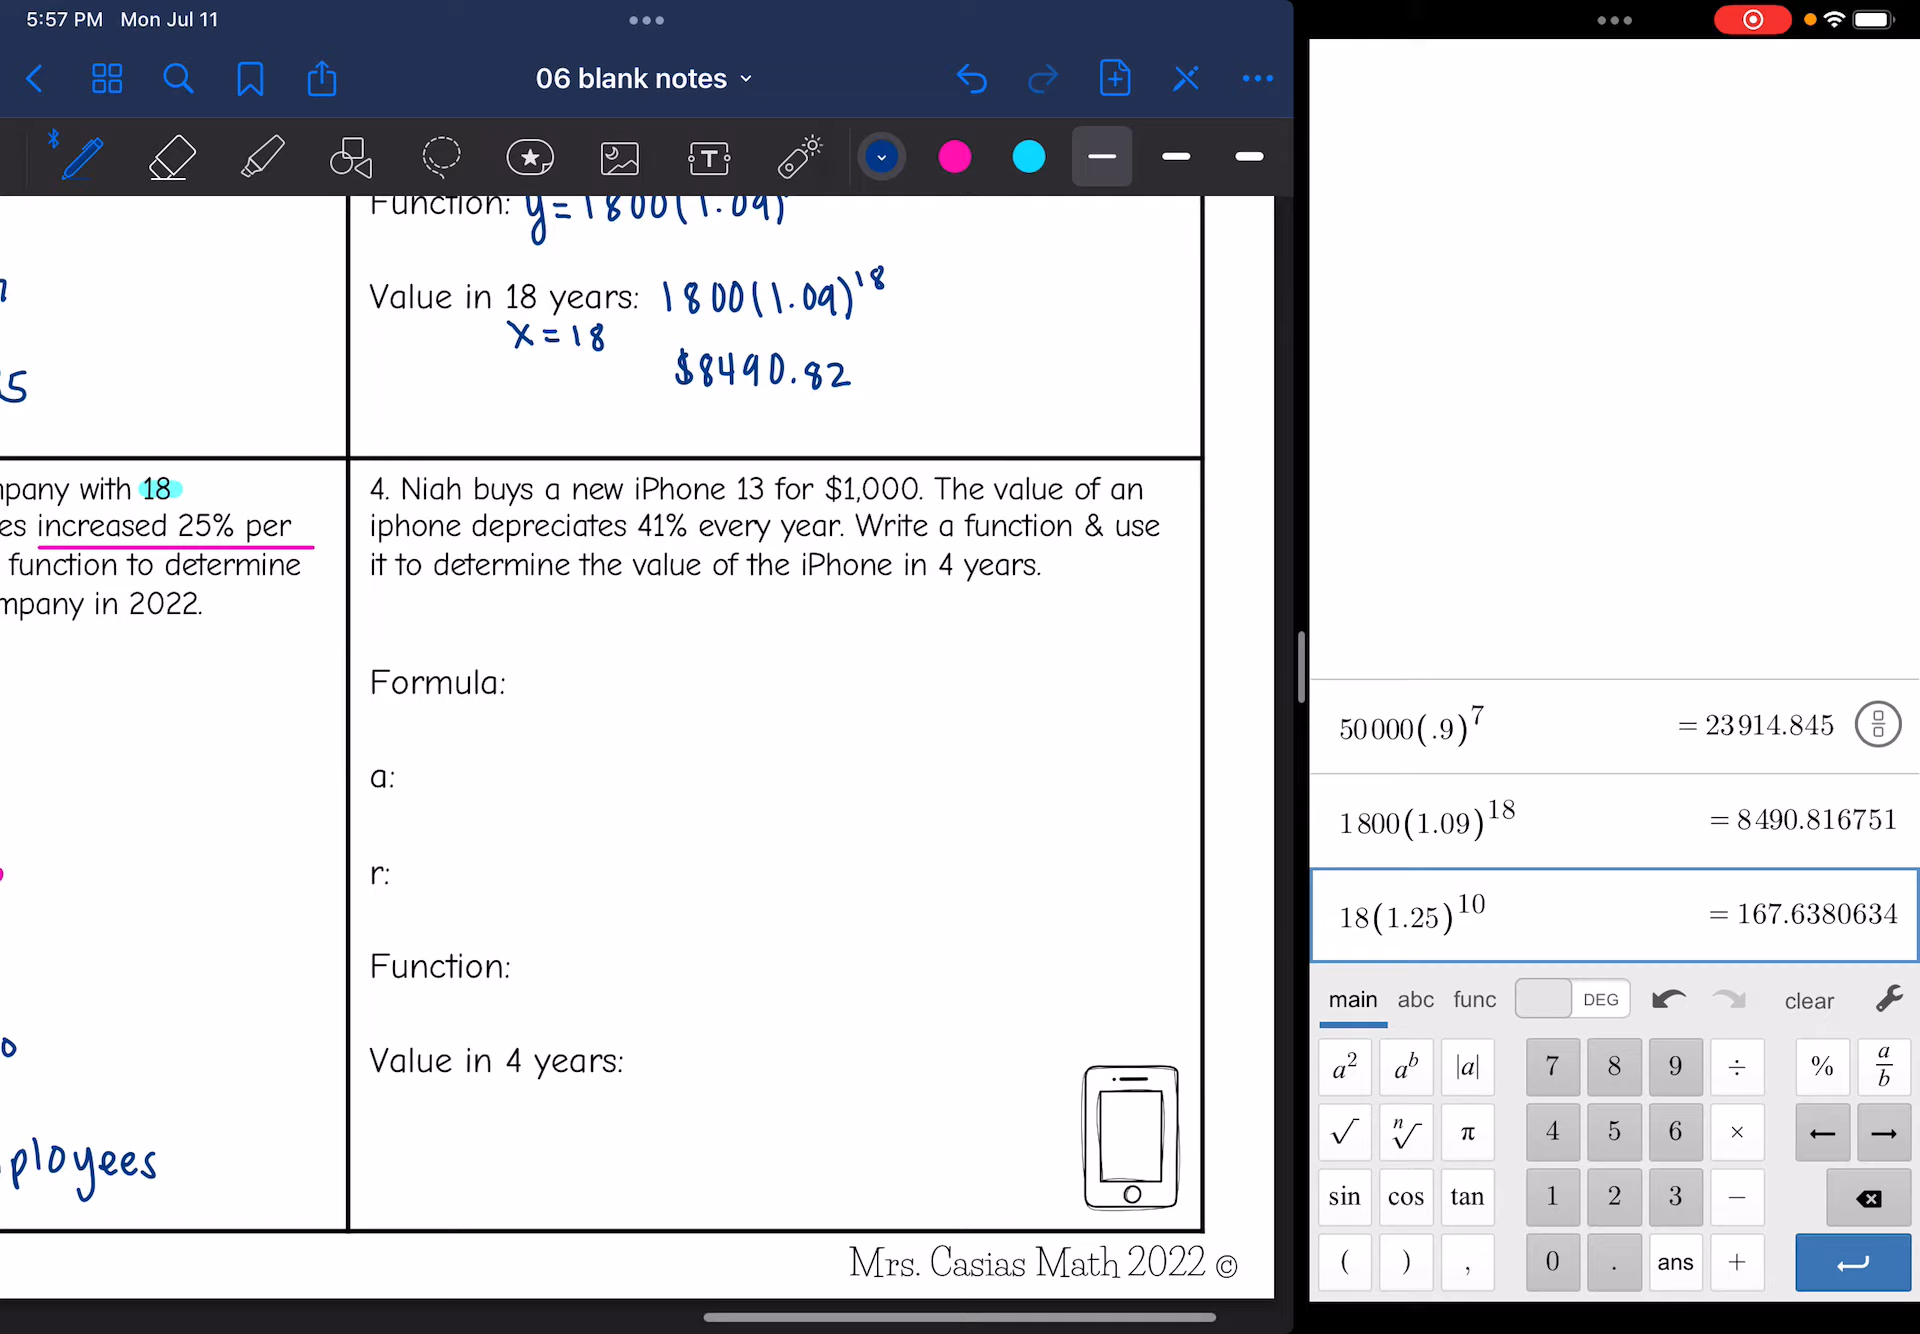 5:57 PM Mon Jul 11
06 blank notes
Function: y = 1800(1.09)
Value in 18 years: 1800(1.09)^18
x = 18
$8490.82
5
mpany with 18
es increased 25% per
function to determine
mpany in 2022.
ployees
4. Niah buys a new iPhone 13 for $1,000. The value of an
iphone depreciates 41% every year. Write a function & use
it to determine the value of the iPhone in 4 years.
Formula:
a:
r:
Function:
Value in 4 years:
Mrs. Casias Math 2022 ©
50000(.9)^7 = 23914.845
1800(1.09)^18 = 8490.816751
18(1.25)^10 = 167.6380634
main abc func DEG clear
a^2 a^b |a| 7 8 9 ÷ % a/b
√ n√ π 4 5 6 × ← →
sin cos tan 1 2 3 −
( ) , 0 . ans +